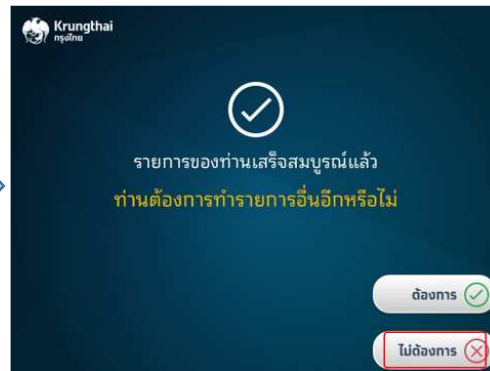 Krungthai
กรุงไทย
รายการของท่านเสร็จสมบูรณ์แล้ว
ท่านต้องการทำรายการอื่นอีกหรือไม่
ต้องการ
ไม่ต้องการ